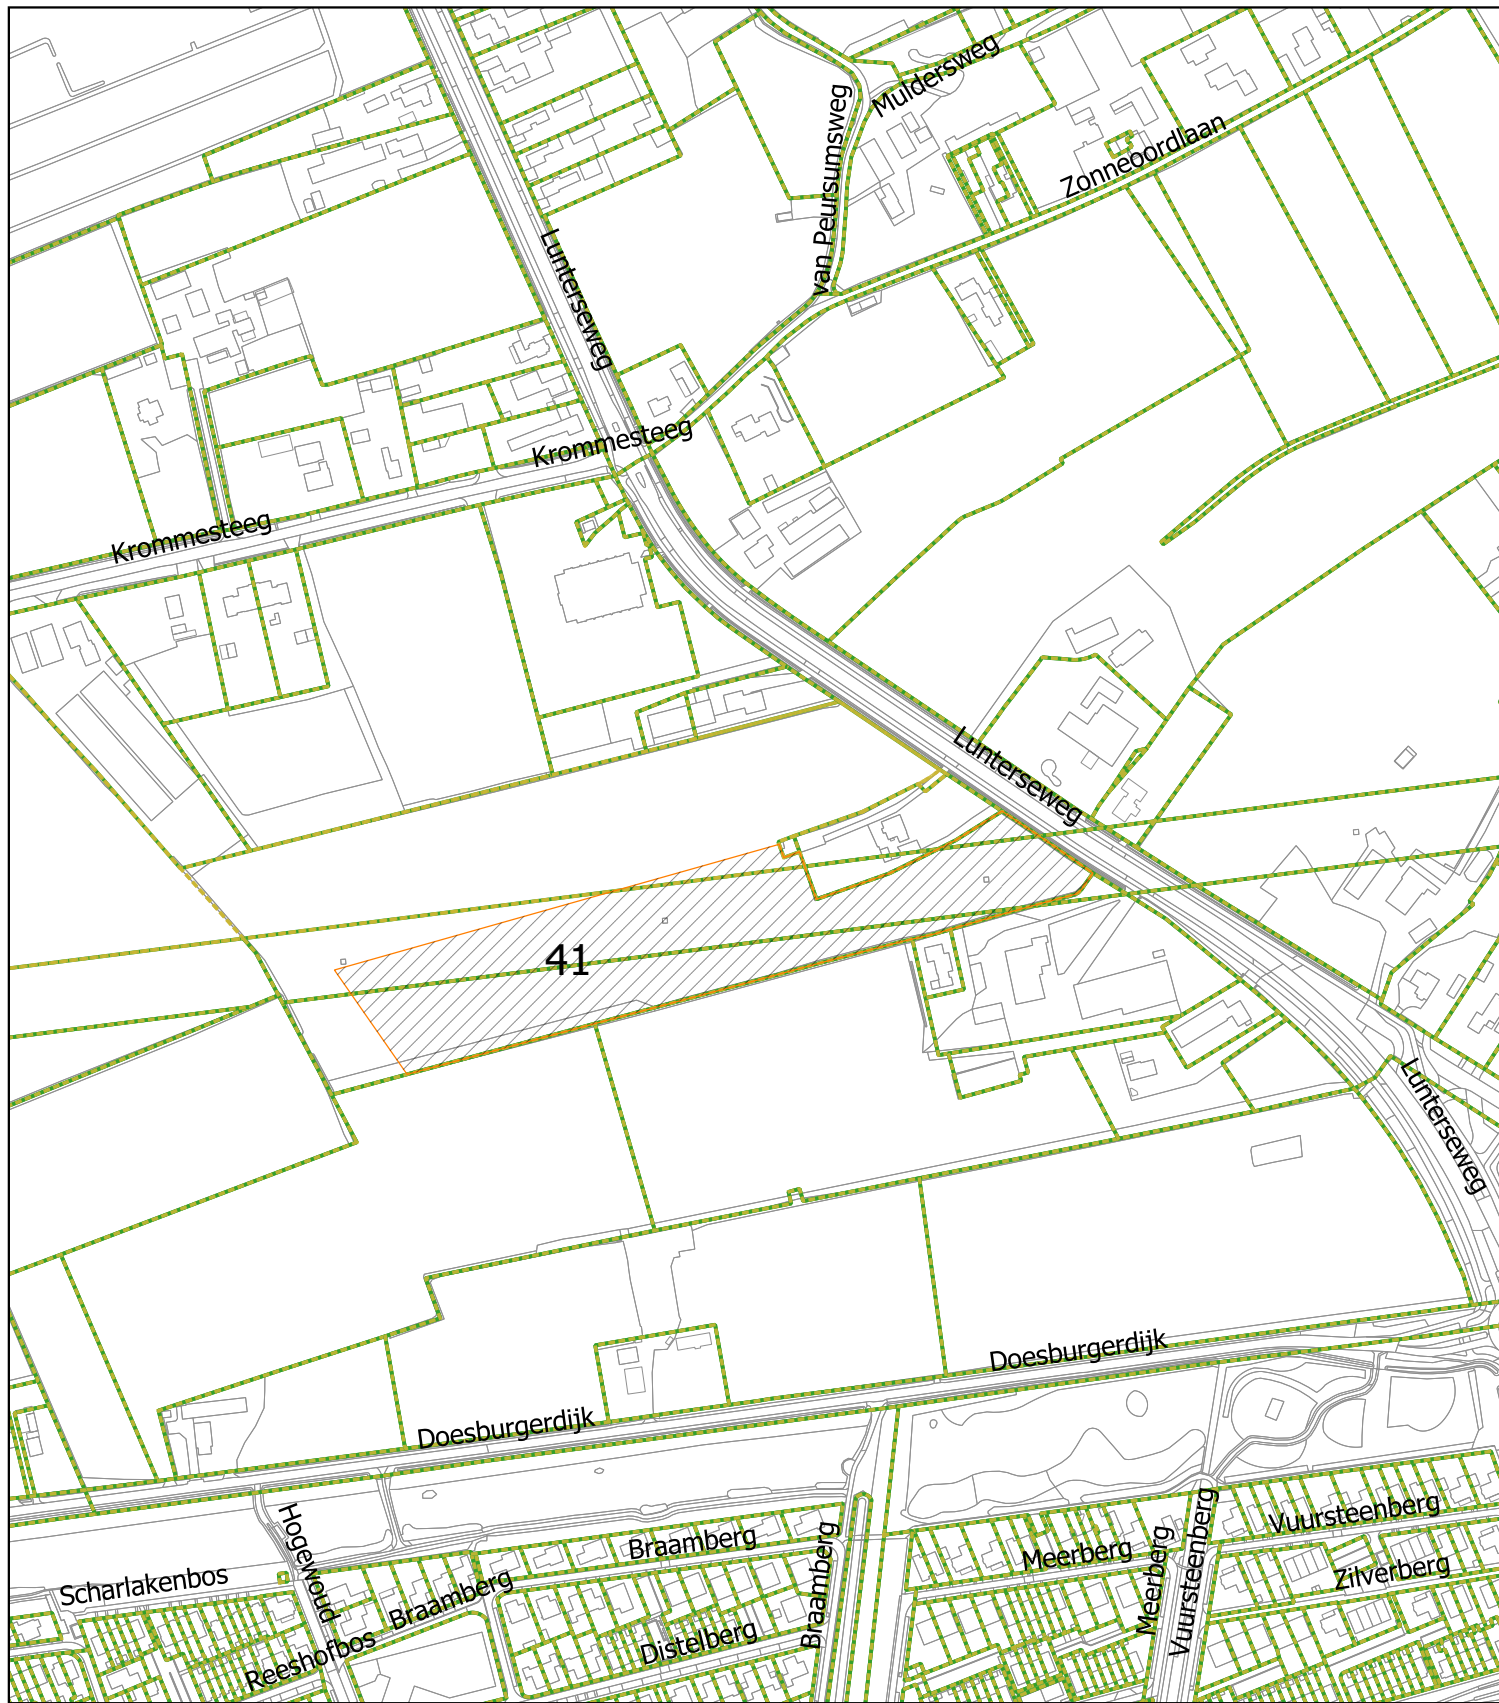 Muldersweg
van Peursumsweg
Zonneoordlaan
Lunterseweg
Krommesteeg
Krommesteeg
Lunterseweg
41
Lunterseweg
Doesburgerdijk
Doesburgerdijk
Hogewoud
Vuursteenberg
Vuursteenberg
Braamberg
Braamberg
Meerberg
Meerberg
Zilverberg
Scharlakenbos
Braamberg
Reeshofbos
Distelberg